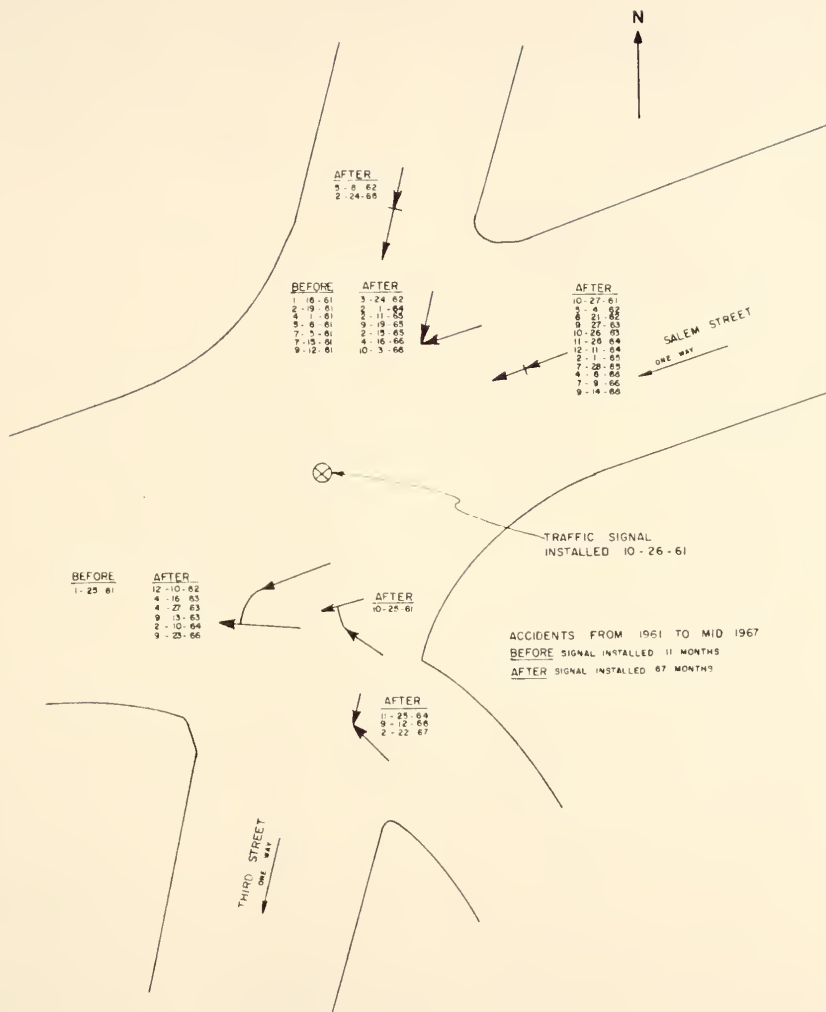 N
AFTER
5 - 8 62
2 - 24-66
BEFORE
1 18 - 61
2 - 19 - 61
4 1 - 61
5 - 6 - 61
7 - 5 - 61
7 - 15 - 61
9 - 12 - 61
AFTER
3 - 24 62
2 1 - 64
2 - 11 - 65
9 - 19 - 65
2 - 15 - 65
4 - 16 - 66
10 - 3 - 66
AFTER
10 - 27 - 61
5 - 4 62
6 21 - 62
9 27 - 63
10 - 26 63
11 - 26 64
12 - 11 - 64
2 - 1 - 65
7 - 28 - 65
4 - 6 - 66
7 - 9 - 66
9 - 14 - 66
SALEM STREET
ONE WAY
TRAFFIC SIGNAL
INSTALLED 10 - 26 - 61
BEFORE
1 - 25 61
AFTER
12 - 10 - 62
4 - 16 63
4 - 27 63
9 13 - 63
2 - 10 - 64
9 - 23 - 66
AFTER
10-25-61
ACCIDENTS FROM 1961 TO MID 1967
BEFORE SIGNAL INSTALLED 11 MONTHS
AFTER SIGNAL INSTALLED 67 MONTHS
AFTER
11 - 25 - 64
9 - 12 - 66
2 - 22 67
THIRD STREET
ONE WAY